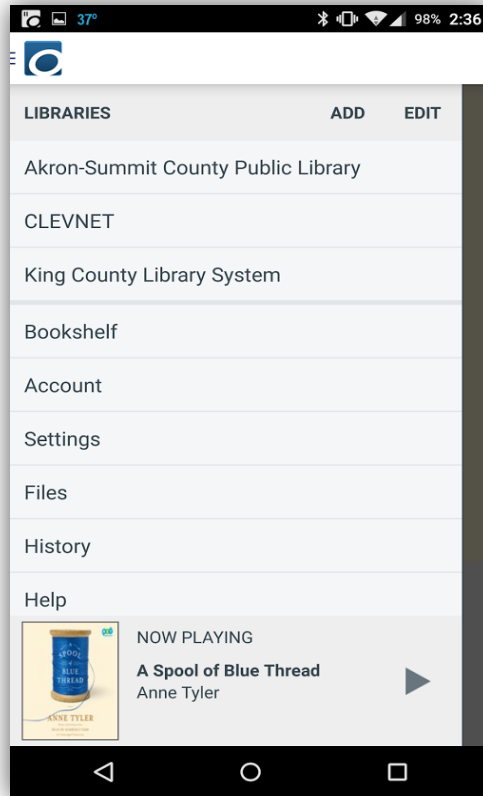 37° 98% 2:36
LIBRARIES ADD EDIT
Akron-Summit County Public Library
CLEVNET
King County Library System
Bookshelf
Account
Settings
Files
History
Help
NOW PLAYING
A Spool of Blue Thread
Anne Tyler
A
SPOOL
of
BLUE
THREAD
ANNE TYLER